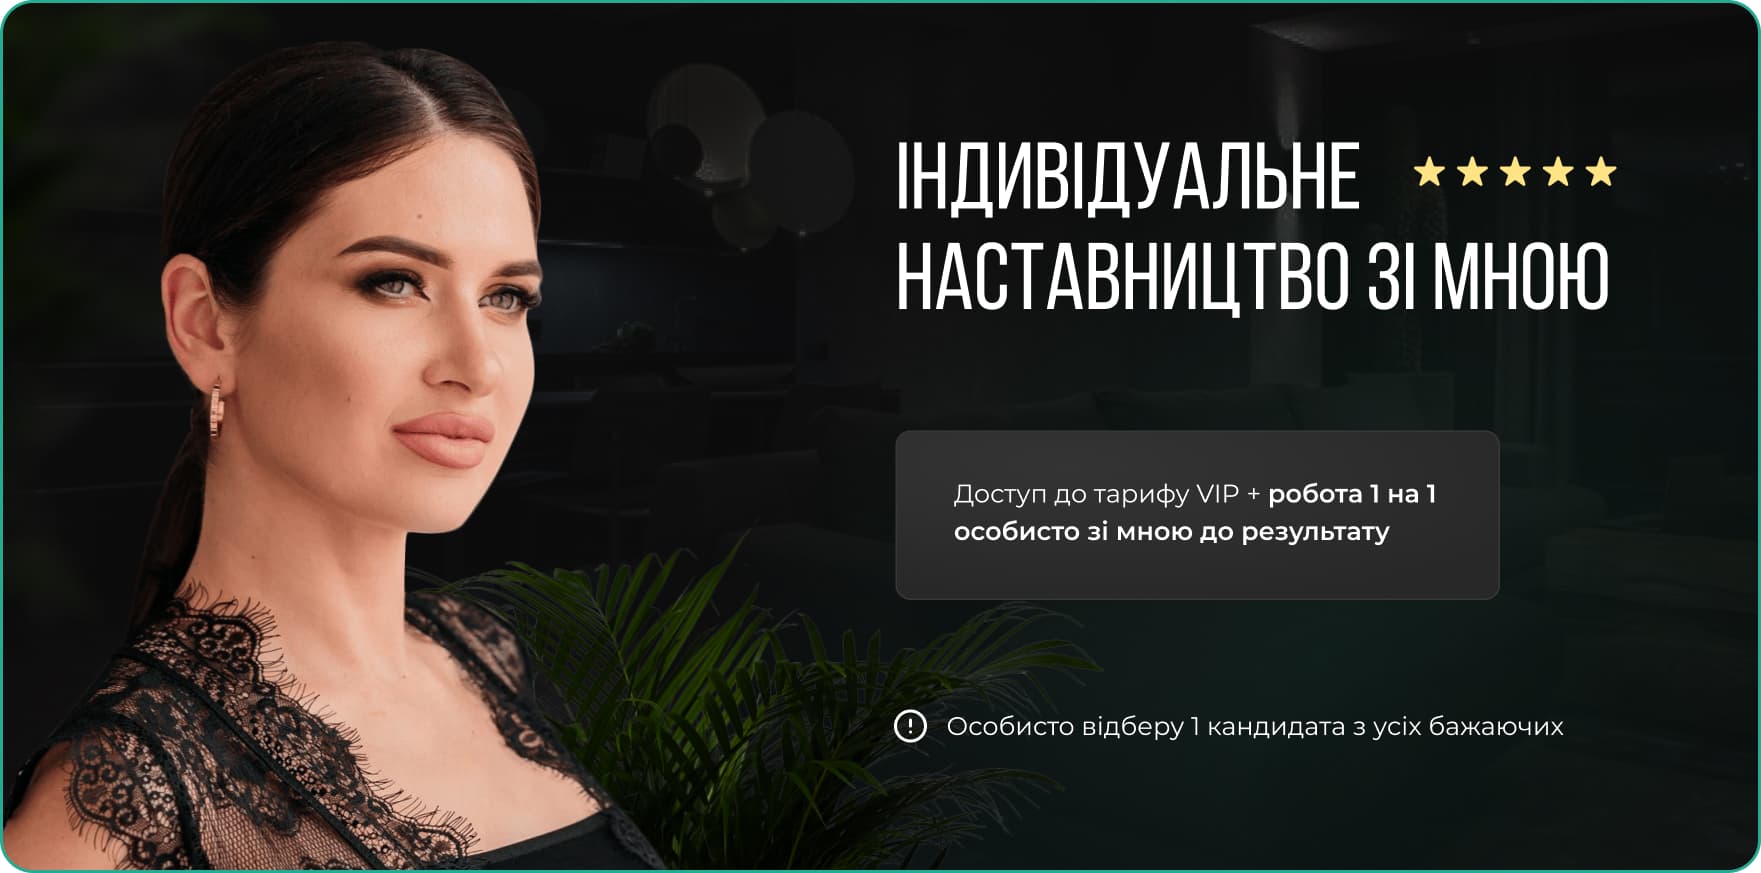 ІНДИВІДУАЛЬНЕ
НАСТАВНИЦТВО ЗІ МНОЮ
Доступ до тарифу VIP + робота 1 на 1
особисто зі мною до результату
Особисто відберу 1 кандидата з усіх бажаючих